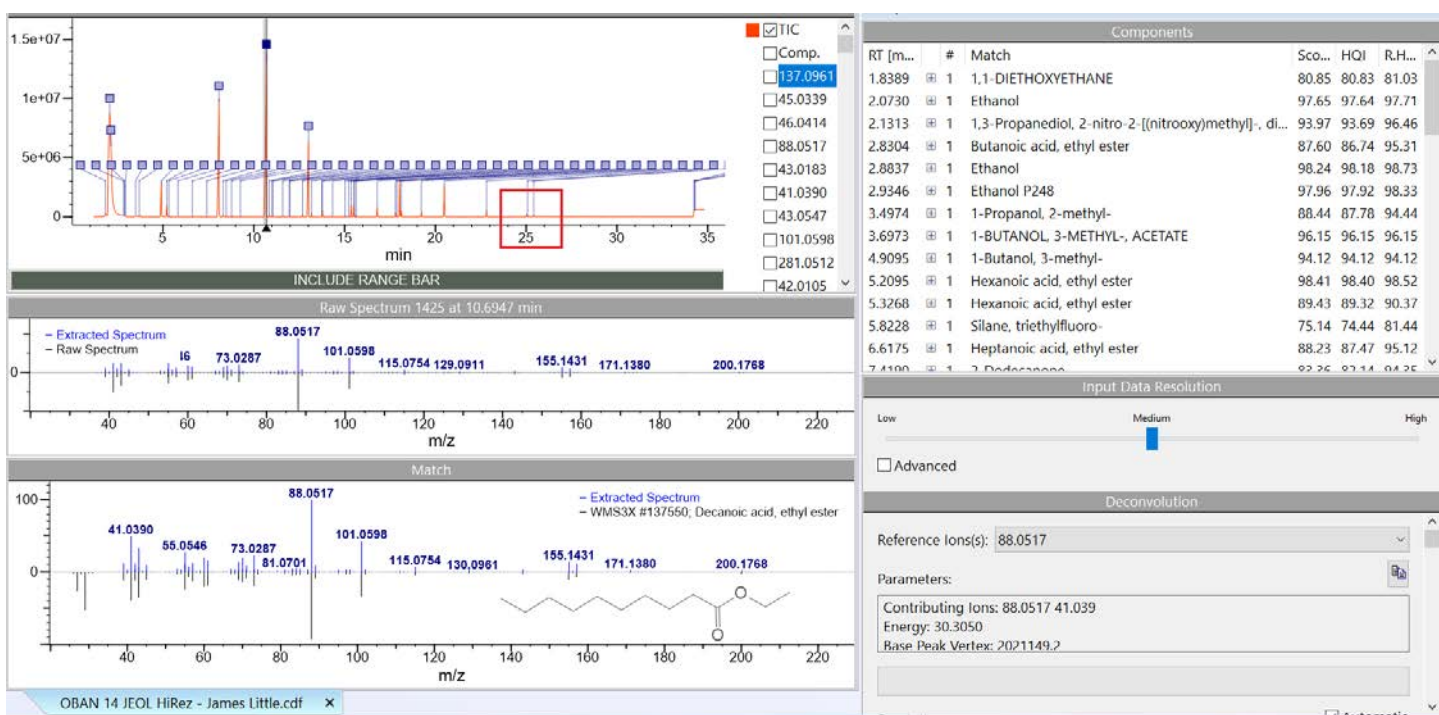 1.5e+07
1e+07
5e+06
0
5 10 15 20 25 30 35
min
INCLUDE RANGE BAR
TIC
Comp.
137.0961
45.0339
46.0414
88.0517
43.0183
41.0390
43.0547
101.0598
281.0512
42.0105
Raw Spectrum 1425 at 10.6947 min
– Extracted Spectrum
– Raw Spectrum
88.0517
I6 73.0287 101.0598 115.0754 129.0911 155.1431 171.1380 200.1768
0
40 60 80 100 120 140 160 180 200 220
m/z
Match
100
0
– Extracted Spectrum
– WMS3X #137550; Decanoic acid, ethyl ester
88.0517
41.0390 55.0546 73.0287 81.0701 101.0598 115.0754 130.0961 155.1431 171.1380 200.1768
O
O
40 60 80 100 120 140 160 180 200 220
m/z
OBAN 14 JEOL HiRez - James Little.cdf ×
Components
RT [m... # Match Sco... HQI R.H...
1.8389 1 1,1-DIETHOXYETHANE 80.85 80.83 81.03
2.0730 1 Ethanol 97.65 97.64 97.71
2.1313 1 1,3-Propanediol, 2-nitro-2-[(nitrooxy)methyl]-, di... 93.97 93.69 96.46
2.8304 1 Butanoic acid, ethyl ester 87.60 86.74 95.31
2.8837 1 Ethanol 98.24 98.18 98.73
2.9346 1 Ethanol P248 97.96 97.92 98.33
3.4974 1 1-Propanol, 2-methyl- 88.44 87.78 94.44
3.6973 1 1-BUTANOL, 3-METHYL-, ACETATE 96.15 96.15 96.15
4.9095 1 1-Butanol, 3-methyl- 94.12 94.12 94.12
5.2095 1 Hexanoic acid, ethyl ester 98.41 98.40 98.52
5.3268 1 Hexanoic acid, ethyl ester 89.43 89.32 90.37
5.8228 1 Silane, triethylfluoro- 75.14 74.44 81.44
6.6175 1 Heptanoic acid, ethyl ester 88.23 87.47 95.12
Input Data Resolution
Low Medium High
Advanced
Deconvolution
Reference Ions(s): 88.0517
Parameters:
Contributing Ions: 88.0517 41.039
Energy: 30.3050
Base Peak Vertex: 2021149.2